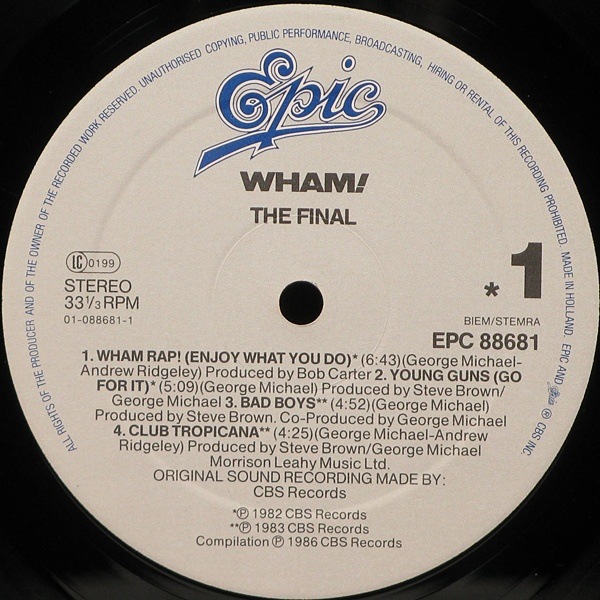 ALL RIGHTS OF THE PRODUCER AND OF THE OWNER OF THE RECORDED WORK RESERVED. UNAUTHORISED COPYING, PUBLIC PERFORMANCE, BROADCASTING, HIRING OR RENTAL OF THIS RECORDING PROHIBITED. MADE IN HOLLAND. EPIC AND Epic ℗ CBS INC.
Epic
WHAM!
THE FINAL
LC 0199
STEREO
33 1/3 RPM
01-088681-1
* 1
BIEM/STEMRA
EPC 88681
1. WHAM RAP! (ENJOY WHAT YOU DO)* (6:43)(George Michael-
Andrew Ridgeley) Produced by Bob Carter 2. YOUNG GUNS (GO
FOR IT)* (5:09)(George Michael) Produced by Steve Brown/
George Michael 3. BAD BOYS** (4:52)(George Michael)
Produced by Steve Brown. Co-Produced by George Michael
4. CLUB TROPICANA** (4:25)(George Michael-Andrew
Ridgeley) Produced by Steve Brown/George Michael
Morrison Leahy Music Ltd.
ORIGINAL SOUND RECORDING MADE BY:
CBS Records
*℗ 1982 CBS Records
**℗ 1983 CBS Records
Compilation ℗ 1986 CBS Records